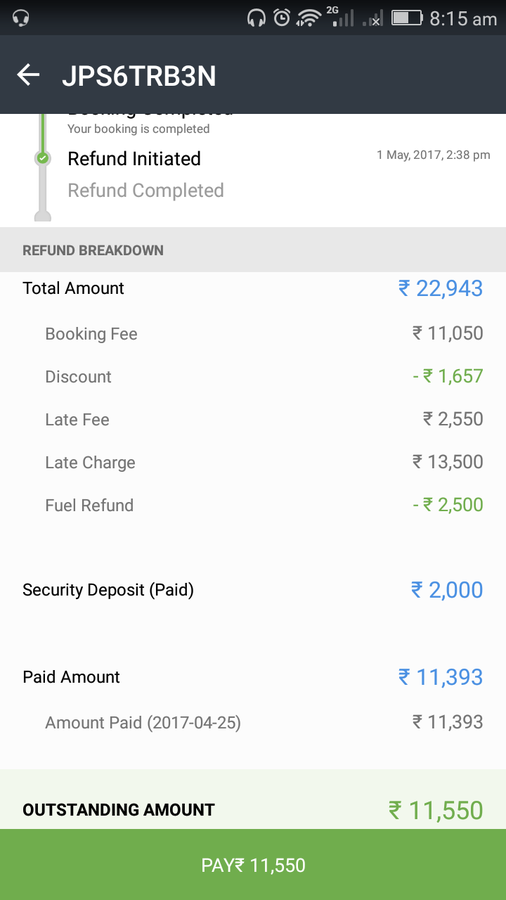 2G
8:15 am
JPS6TRB3N
Booking Completed
Your booking is completed
Refund Initiated 1 May, 2017, 2:38 pm
Refund Completed
REFUND BREAKDOWN
Total Amount ₹ 22,943
Booking Fee ₹ 11,050
Discount - ₹ 1,657
Late Fee ₹ 2,550
Late Charge ₹ 13,500
Fuel Refund - ₹ 2,500
Security Deposit (Paid) ₹ 2,000
Paid Amount ₹ 11,393
Amount Paid (2017-04-25) ₹ 11,393
OUTSTANDING AMOUNT ₹ 11,550
PAY₹ 11,550